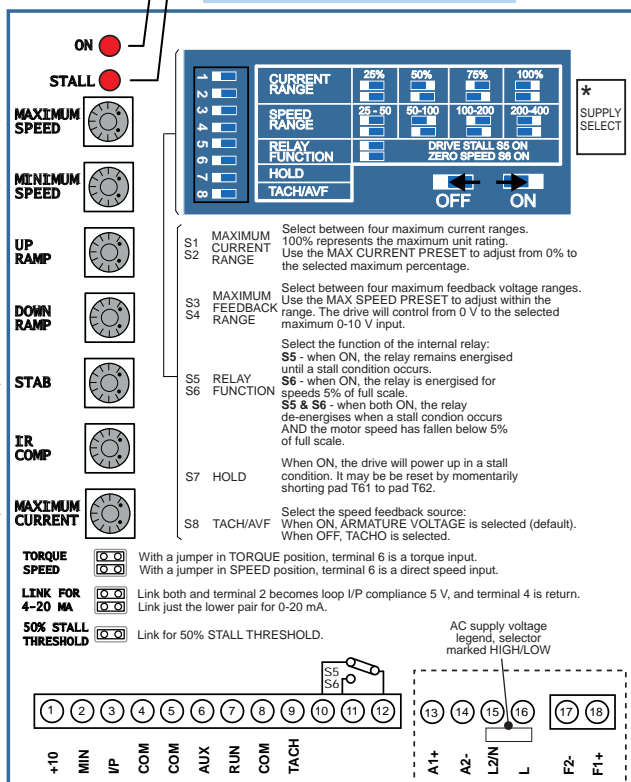 ON
STALL
MAXIMUM
SPEED
MINIMUM
SPEED
UP
RAMP
DOWN
RAMP
STAB
IR
COMP
MAXIMUM
CURRENT
1
2
3
4
5
6
7
8
CURRENT
RANGE
25% 50% 75% 100%
SPEED
RANGE
25 - 50 50-100 100-200 200-400
RELAY
FUNCTION
DRIVE STALL S5 ON
ZERO SPEED S6 ON
HOLD
TACH/AVF
OFF ON
*
SUPPLY
SELECT
S1
S2
MAXIMUM
CURRENT
RANGE
Select between four maximum current ranges.
100% represents the maximum unit rating.
Use the MAX CURRENT PRESET to adjust from 0% to
the selected maximum percentage.
S3
S4
MAXIMUM
FEEDBACK
RANGE
Select between four maximum feedback voltage ranges.
Use the MAX SPEED PRESET to adjust within the
range. The drive will control from 0 V to the selected
maximum 0-10 V input.
S5
S6
RELAY
FUNCTION
Select the function of the internal relay:
S5 - when ON, the relay remains energised
until a stall condition occurs.
S6 - when ON, the relay is energised for
speeds 5% of full scale.
S5 & S6 - when both ON, the relay
de-energises when a stall condion occurs
AND the motor speed has fallen below 5%
of full scale.
S7 HOLD
When ON, the drive will power up in a stall
condition. It may be be reset by momentarily
shorting pad T61 to pad T62.
S8 TACH/AVF
Select the speed feedback source:
When ON, ARMATURE VOLTAGE is selected (default).
When OFF, TACHO is selected.
TORQUE
SPEED
With a jumper in TORQUE position, terminal 6 is a torque input.
With a jumper in SPEED position, terminal 6 is a direct speed input.
LINK FOR
4-20 MA
Link both and terminal 2 becomes loop I/P compliance 5 V, and terminal 4 is return.
Link just the lower pair for 0-20 mA.
50% STALL
THRESHOLD
Link for 50% STALL THRESHOLD.
AC supply voltage
legend, selector
marked HIGH/LOW
S5
S6
1 2 3 4 5 6 7 8 9 10 11 12
13 14 15 16 17 18
+10 MIN I/P COM COM AUX RUN COM TACH
A1+ A2- L2/N L F2- F1+